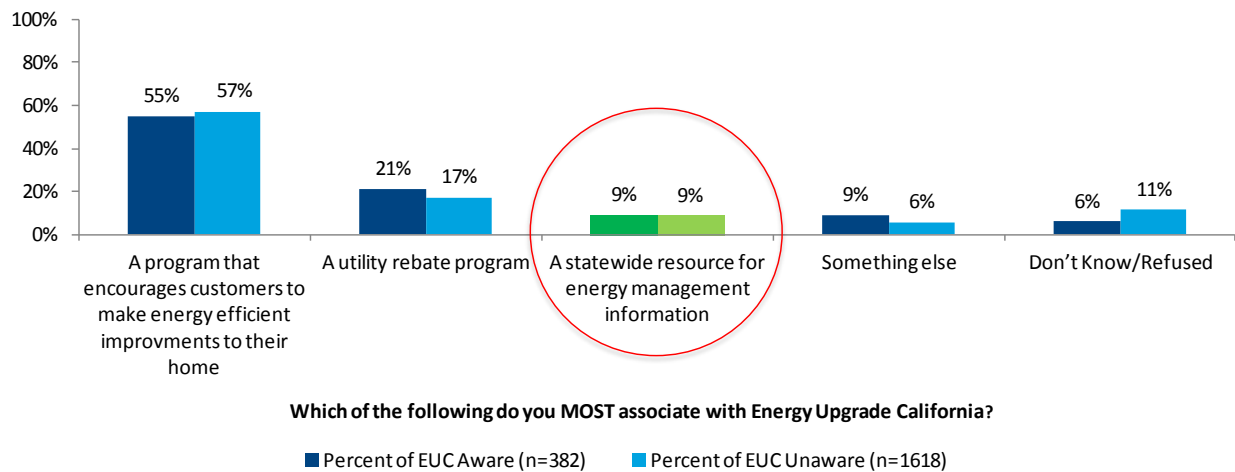 100%
80%
60%
40%
20%
0%
55%
57%
21%
17%
9%
9%
9%
6%
6%
11%
A program that
encourages customers to
make energy efficient
improvments to their
home
A utility rebate program
A statewide resource for
energy management
information
Something else
Don't Know/Refused
Which of the following do you MOST associate with Energy Upgrade California?
Percent of EUC Aware (n=382)
Percent of EUC Unaware (n=1618)